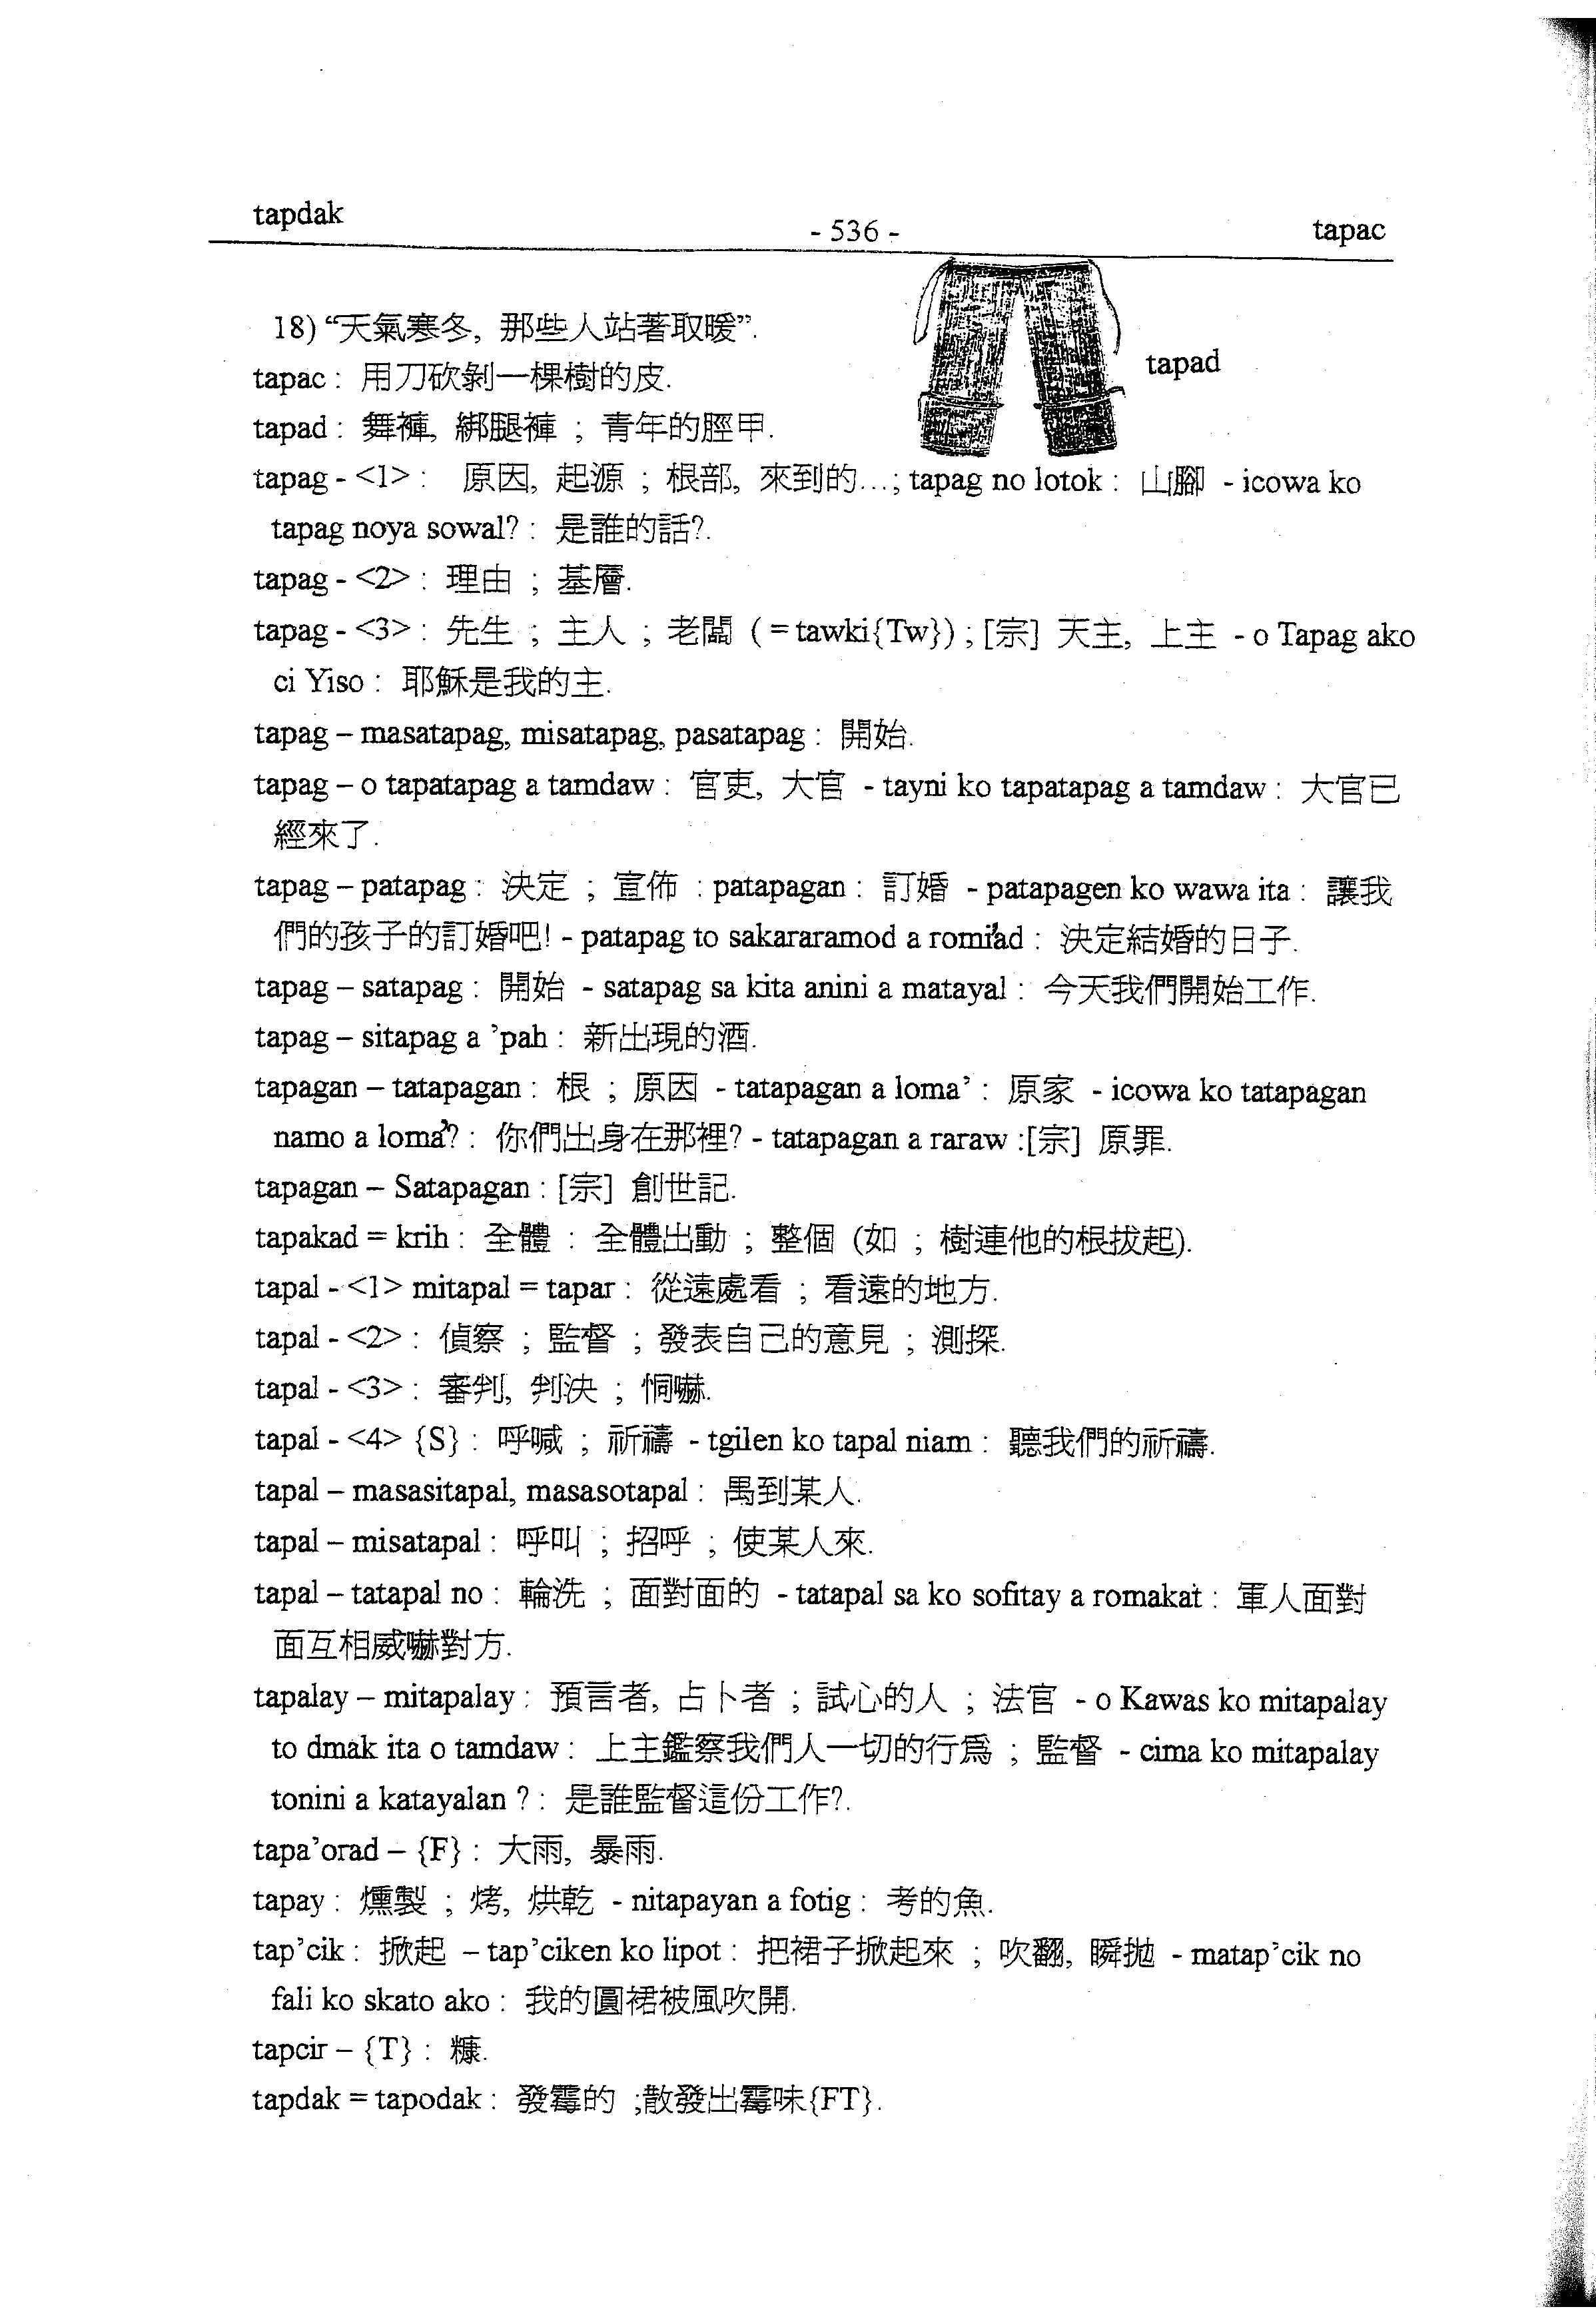 tapdak
- 536 -
tapac
18) “天氣寒冬, 那些人站著取暖”.
tapac : 用刀砍剝一棵樹的皮.
tapad
tapad : 舞褲, 綁腿褲 ; 青年的脛甲.
tapag - <1> : 原因, 起源 ; 根部, 來到的...; tapag no lotok : 山腳 - icowa ko
tapag noya sowal? : 是誰的話?.
tapag - <2> : 理由 ; 基層.
tapag - <3> : 先生 ; 主人 ; 老闆 ( = tawki{Tw}) ; [宗] 天主, 上主 - o Tapag ako
ci Yiso : 耶穌是我的主.
tapag – masatapag, misatapag, pasatapag : 開始.
tapag – o tapatapag a tamdaw : 官吏, 大官 - tayni ko tapatapag a tamdaw : 大官已
經來了.
tapag – patapag : 決定 ; 宣佈 : patapagan : 訂婚 - patapagen ko wawa ita : 讓我
們的孩子的訂婚吧! - patapag to sakararamod a romi'ad : 決定結婚的日子.
tapag – satapag : 開始 - satapag sa kita anini a matayal : 今天我們開始工作.
tapag – sitapag a ’pah : 新出現的酒.
tapagan – tatapagan : 根 ; 原因 - tatapagan a loma’ : 原家 - icowa ko tatapagan
namo a loma’? : 你們出身在那裡? - tatapagan a raraw :[宗] 原罪.
tapagan – Satapagan : [宗] 創世記.
tapakad = krih : 全體 : 全體出動 ; 整個 (如 ; 樹連他的根拔起).
tapal - <1> mitapal = tapar : 從遠處看 ; 看遠的地方.
tapal - <2> : 偵察 ; 監督 ; 發表自己的意見 ; 測探.
tapal - <3> : 審判, 判決 ; 恫嚇.
tapal - <4> {S} : 呼喊 ; 祈禱 - tgilen ko tapal niam : 聽我們的祈禱.
tapal – masasitapal, masasotapal : 禺到某人.
tapal – misatapal : 呼叫 ; 招呼 ; 使某人來.
tapal – tatapal no : 輪洗 ; 面對面的 - tatapal sa ko sofitay a romakat : 軍人面對
面互相威嚇對方.
tapalay – mitapalay : 預言者, 占卜者 ; 試心的人 ; 法官 - o Kawas ko mitapalay
to dmak ita o tamdaw : 上主鑑察我們人一切的行爲 ; 監督 - cima ko mitapalay
tonini a katayalan ? : 是誰監督這份工作?.
tapa’orad – {F} : 大雨, 暴雨.
tapay : 燻製 ; 烤, 烘乾 - nitapayan a fotig : 考的魚.
tap’cik : 掀起 – tap’ciken ko lipot : 把裙子掀起來 ; 吹翻, 瞬拋 - matap’cik no
fali ko skato ako : 我的圓裙被風吹開.
tapcir – {T} : 糠.
tapdak = tapodak : 發霉的 ;散發出霉味{FT}.